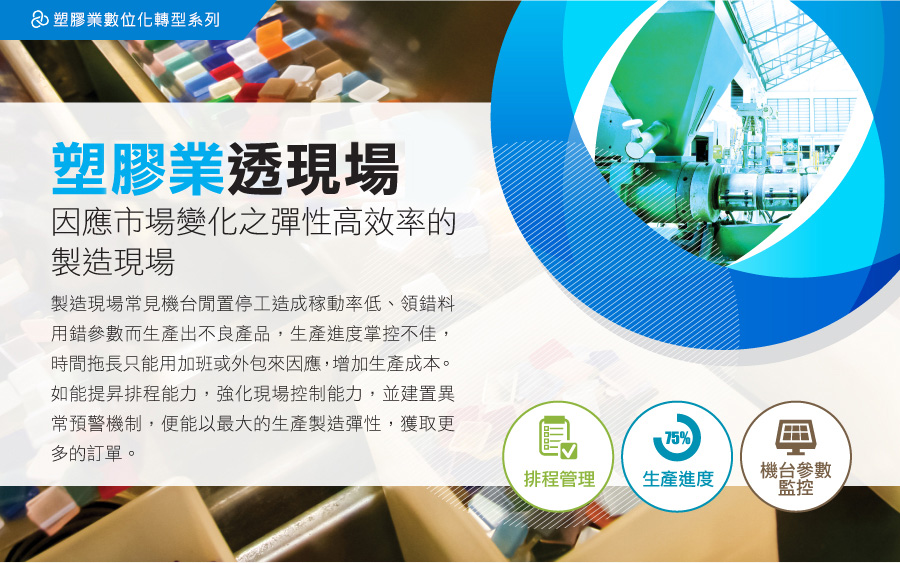 塑膠業數位化轉型系列
塑膠業透現場
因應市場變化之彈性高效率的
製造現場
製造現場常見機台閒置停工造成稼動率低、領錯料
用錯參數而生產出不良產品，生產進度掌控不佳，
時間拖長只能用加班或外包來因應，增加生產成本。
如能提昇排程能力，強化現場控制能力，並建置異
常預警機制，便能以最大的生產製造彈性，獲取更
多的訂單。
排程管理
75%
生產進度
機台參數
監控